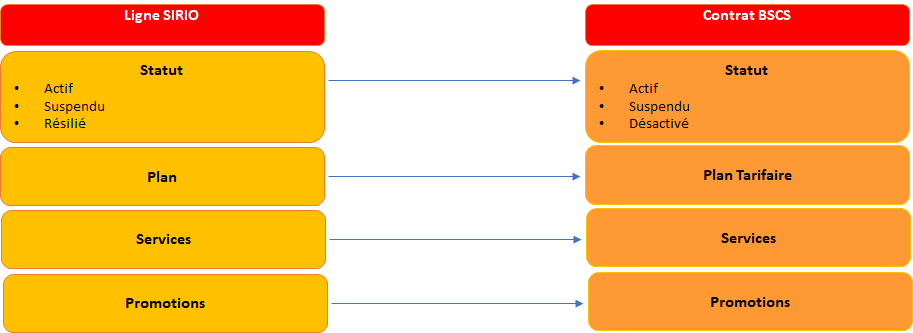 Ligne SIRIO
Contrat BSCS
Statut
• Actif
• Suspendu
• Résilié
Statut
• Actif
• Suspendu
• Désactivé
Plan
Plan Tarifaire
Services
Services
Promotions
Promotions